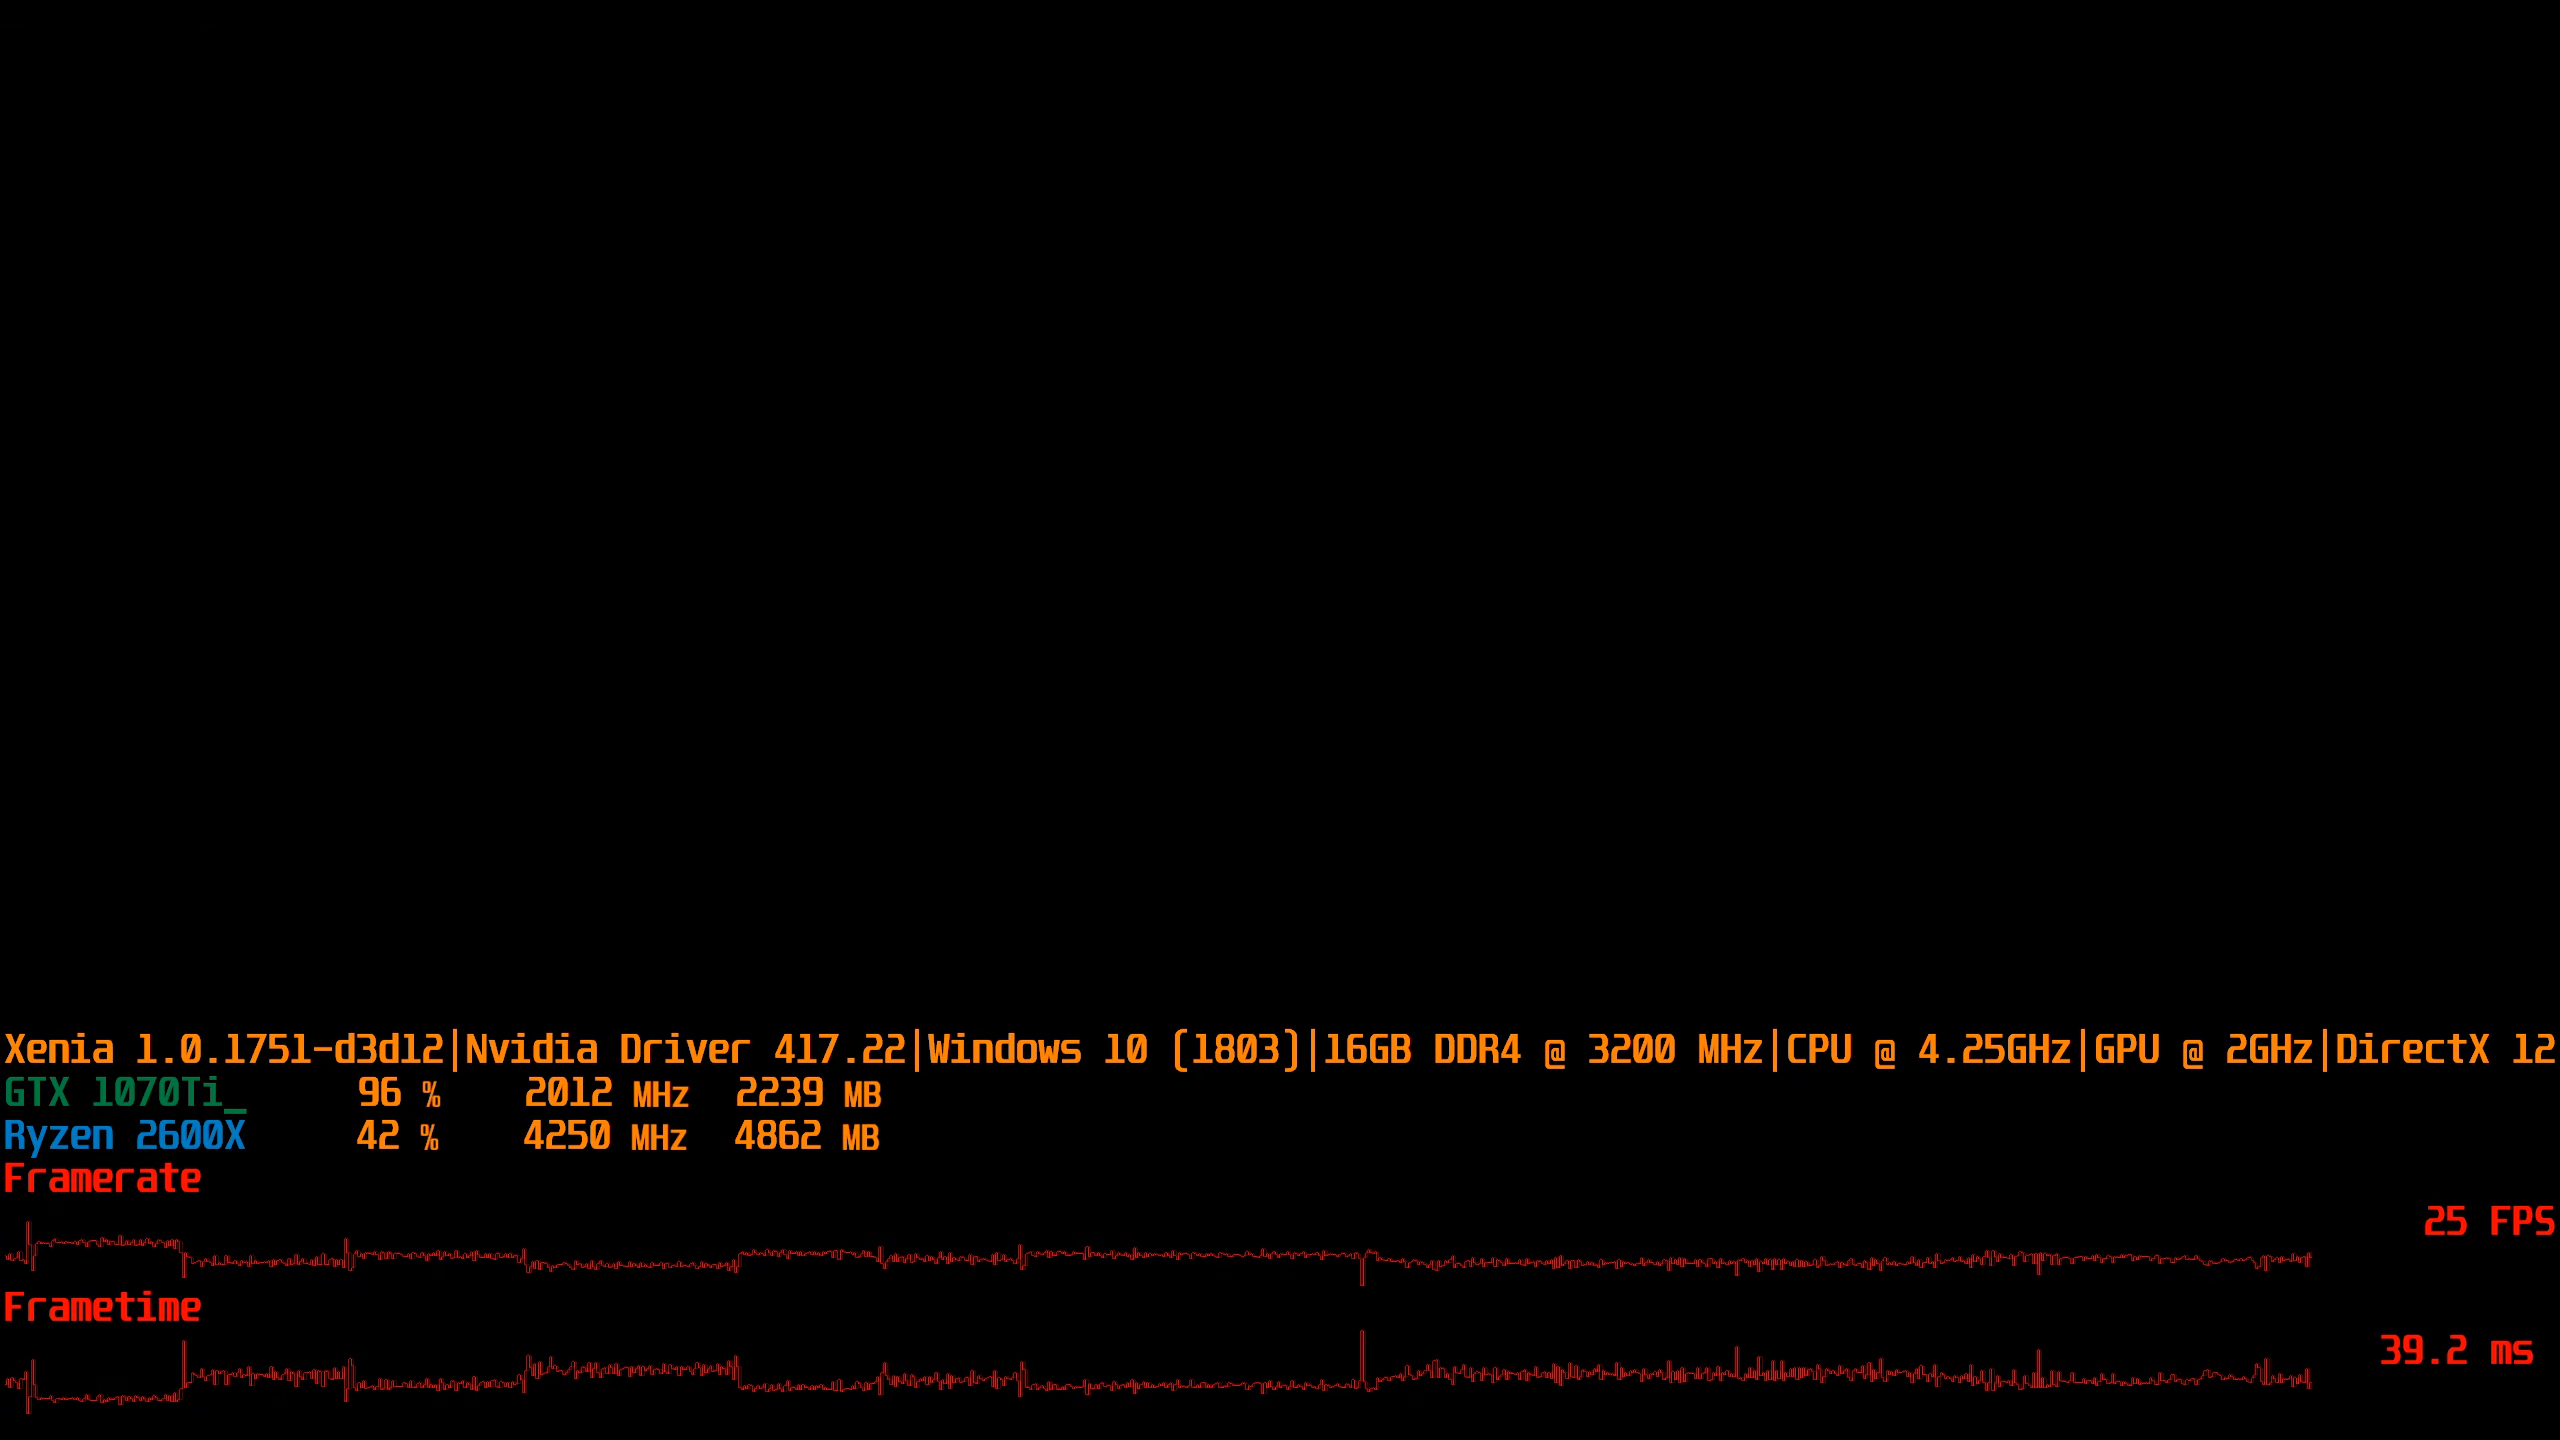 Xenia 1.0.1751-d3d12|Nvidia Driver 417.22|Windows 10 (1803)|16GB DDR4 @ 3200 MHz|CPU @ 4.25GHz|GPU @ 2GHz|DirectX 12
GTX 1070Ti_ 96 % 2012 MHz 2239 MB
Ryzen 2600X 42 % 4250 MHz 4862 MB
Framerate
25 FPS
Frametime
39.2 ms